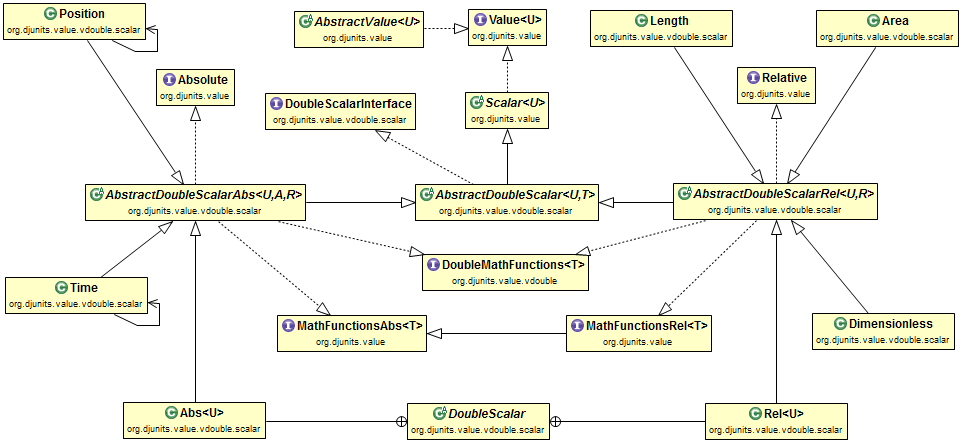 Position
org.djunits.value.vdouble.scalar
AbstractValue<U>
org.djunits.value
Value<U>
org.djunits.value
Length
org.djunits.value.vdouble.scalar
Area
org.djunits.value.vdouble.scalar
Absolute
org.djunits.value
DoubleScalarInterface
org.djunits.value.vdouble.scalar
Scalar<U>
org.djunits.value
Relative
org.djunits.value
AbstractDoubleScalarAbs<U,A,R>
org.djunits.value.vdouble.scalar
AbstractDoubleScalar<U,T>
org.djunits.value.vdouble.scalar
AbstractDoubleScalarRel<U,R>
org.djunits.value.vdouble.scalar
DoubleMathFunctions<T>
org.djunits.value.vdouble
Time
org.djunits.value.vdouble.scalar
MathFunctionsAbs<T>
org.djunits.value
MathFunctionsRel<T>
org.djunits.value
Dimensionless
org.djunits.value.vdouble.scalar
Abs<U>
org.djunits.value.vdouble.scalar
DoubleScalar
org.djunits.value.vdouble.scalar
Rel<U>
org.djunits.value.vdouble.scalar